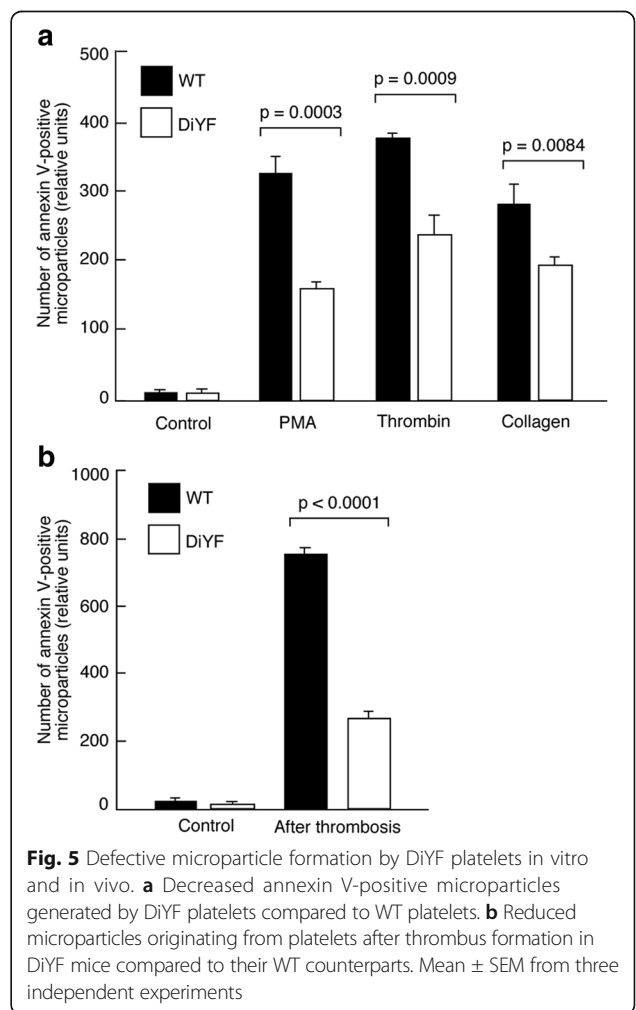 a
500
400
300
200
100
0
Number of annexin V-positive
microparticles (relative units)
WT
DiYF
p = 0.0003
p = 0.0009
p = 0.0084
Control
PMA
Thrombin
Collagen
b
1000
800
600
400
200
0
Number of annexin V-positive
microparticles (relative units)
WT
DiYF
p < 0.0001
Control
After thrombosis
Fig. 5 Defective microparticle formation by DiYF platelets in vitro
and in vivo. a Decreased annexin V-positive microparticles
generated by DiYF platelets compared to WT platelets. b Reduced
microparticles originating from platelets after thrombus formation in
DiYF mice compared to their WT counterparts. Mean ± SEM from three
independent experiments